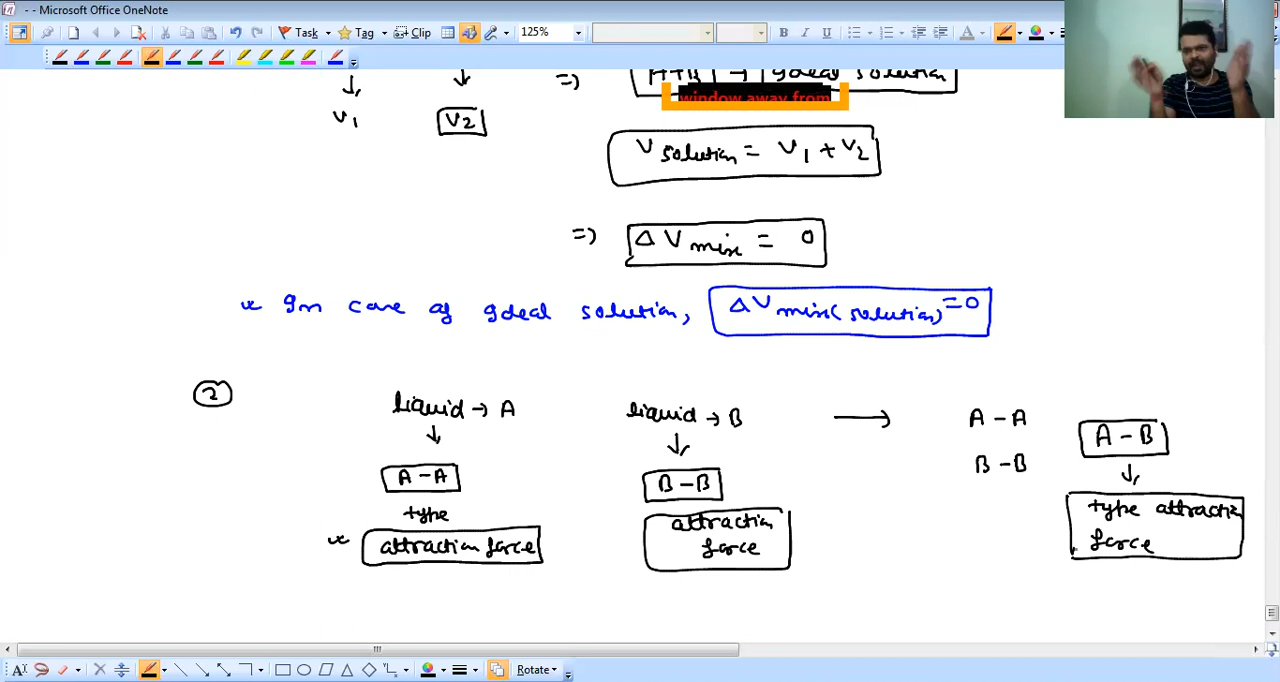 - - Microsoft Office OneNote
Task Tag Clip 125% B I U
V1 V2 => A+B → Ideal solution
window away from
V solution = V1 + V2
=> ΔV mix = 0
* In case of Ideal solution, ΔV mix(solution) = 0
2 liquid → A liquid → B → A - A A - B
B - B
A - A B - B
type attraction force type attraction force
* attraction force
Rotate